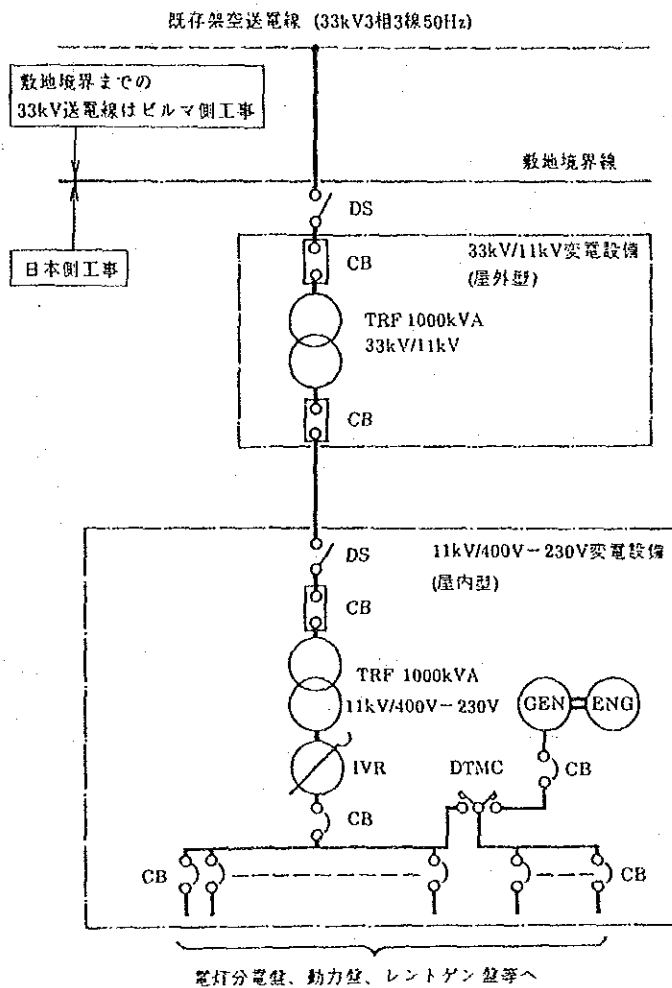 既存架空送電線 (33kV3相3線50Hz)
敷地境界までの
33kV送電線はビルマ側工事
敷地境界線
DS
日本側工事
CB
33kV/11kV変電設備
(屋外型)
TRF 1000kVA
33kV/11kV
CB
DS
11kV/400V-230V変電設備
(屋内型)
CB
TRF 1000kVA
11kV/400V-230V
GEN
ENG
IVR
DTMC
CB
CB
CB
CB
電灯分電盤、動力盤、レントゲン盤等へ